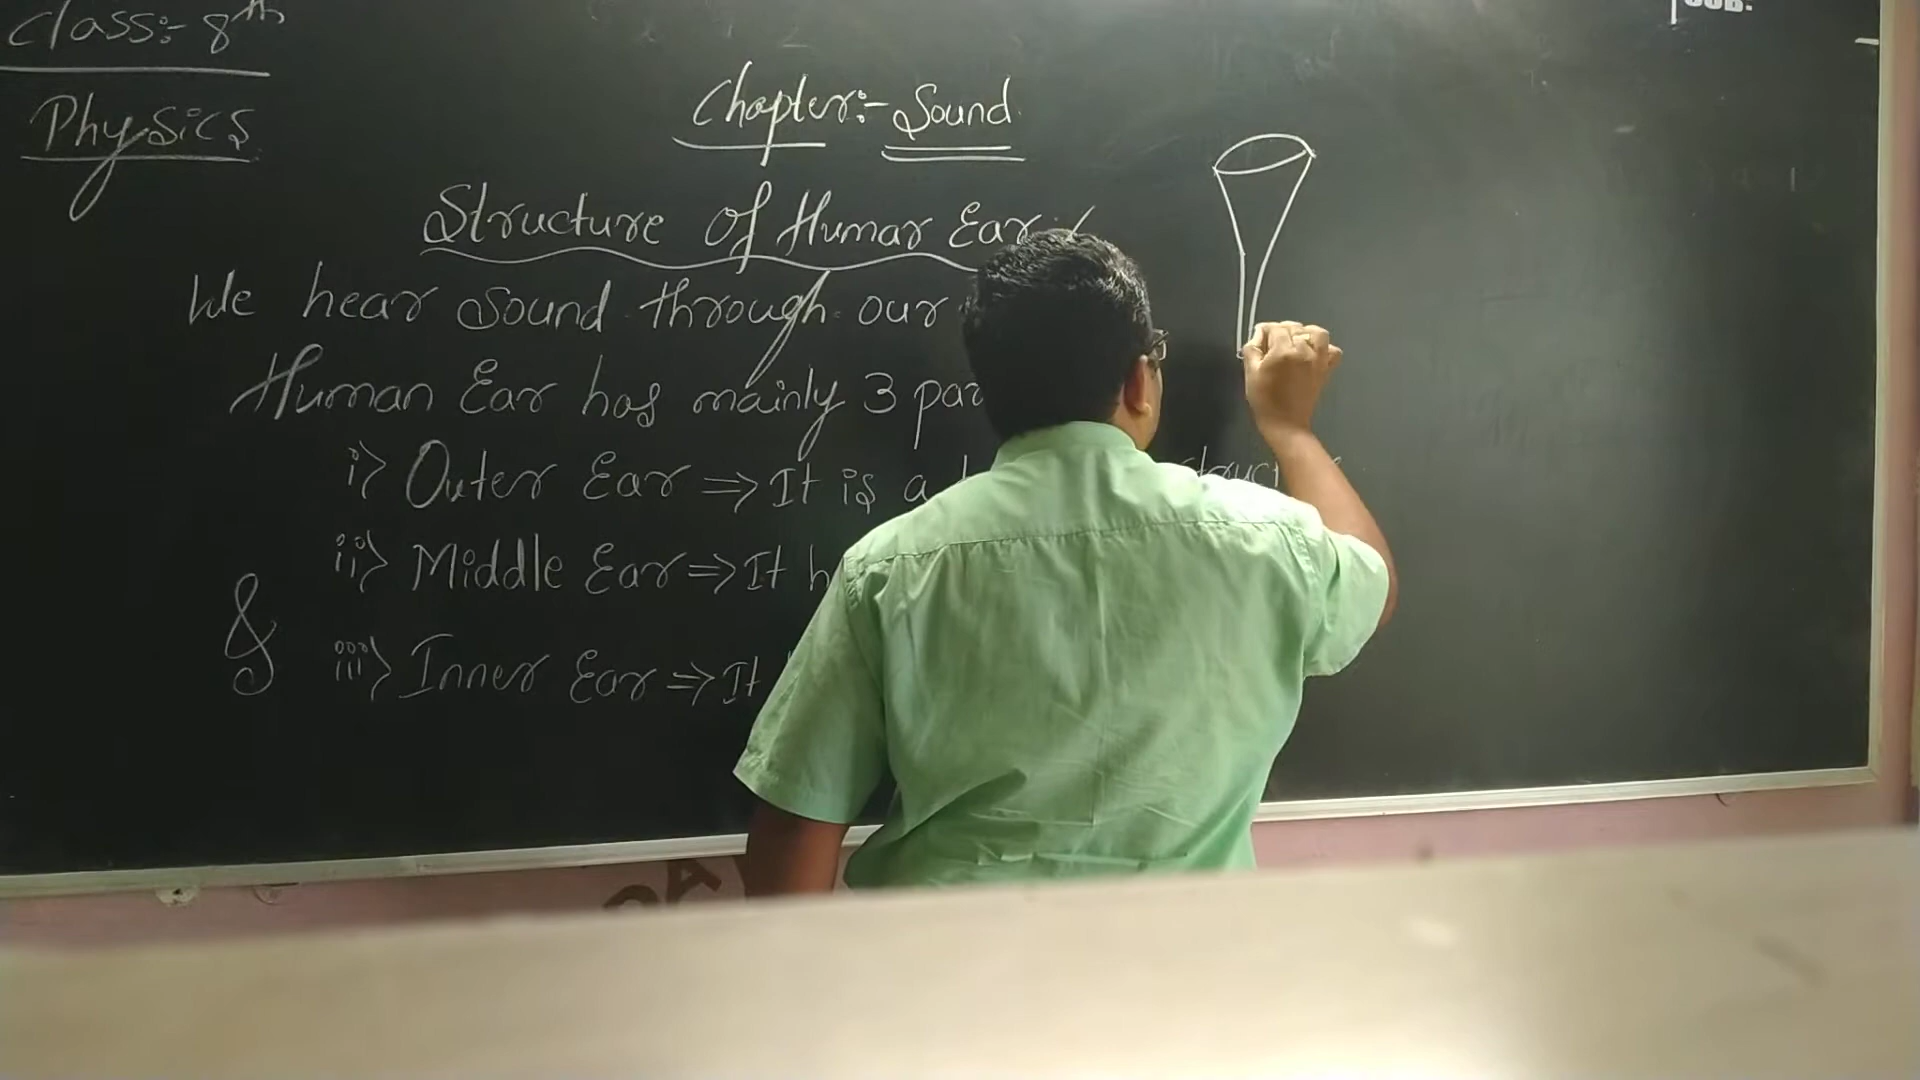 Class:- 8th
Physics
SUB.
Chapter:- Sound
Structure Of Human Ear
We hear sound through our
Human Ear has mainly 3
i) Outer Ear ⇒ It is a
ii) Middle Ear ⇒ It
& iii) Inner Ear ⇒ It